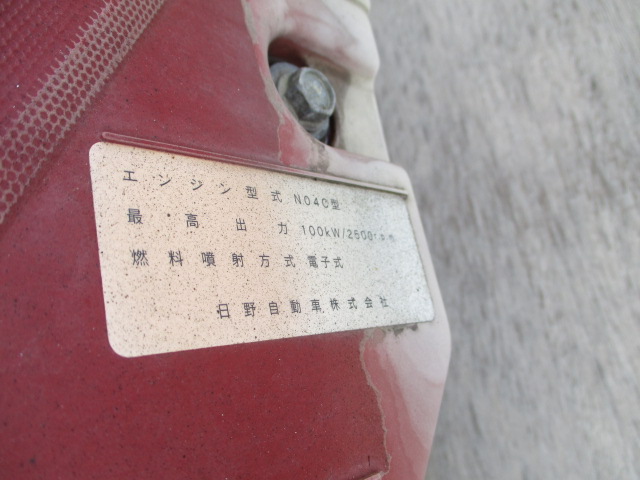 エンジン型式 N04C型
最・高出力 100kW/2500r.p.m
燃料噴射方式 電子式
日野自動車株式会社